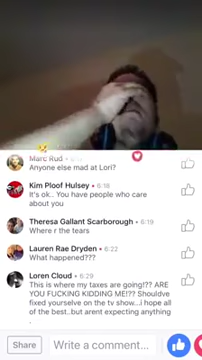 Marc Rud
Anyone else mad at Lori?
Kim Ploof Hulsey • 6:18
It's ok.. You have people who care
about you
Theresa Gallant Scarborough • 6:19
Where r the tears
Lauren Rae Dryden • 6:22
What happened???
Loren Cloud • 6:29
This is where my taxes are going!?? ARE
YOU FUCKING KIDDING ME!?? Shouldve
fixed yourselve on the tv show...i hope all
of the best...but arent expecting anything
.
Share
Write a comment...